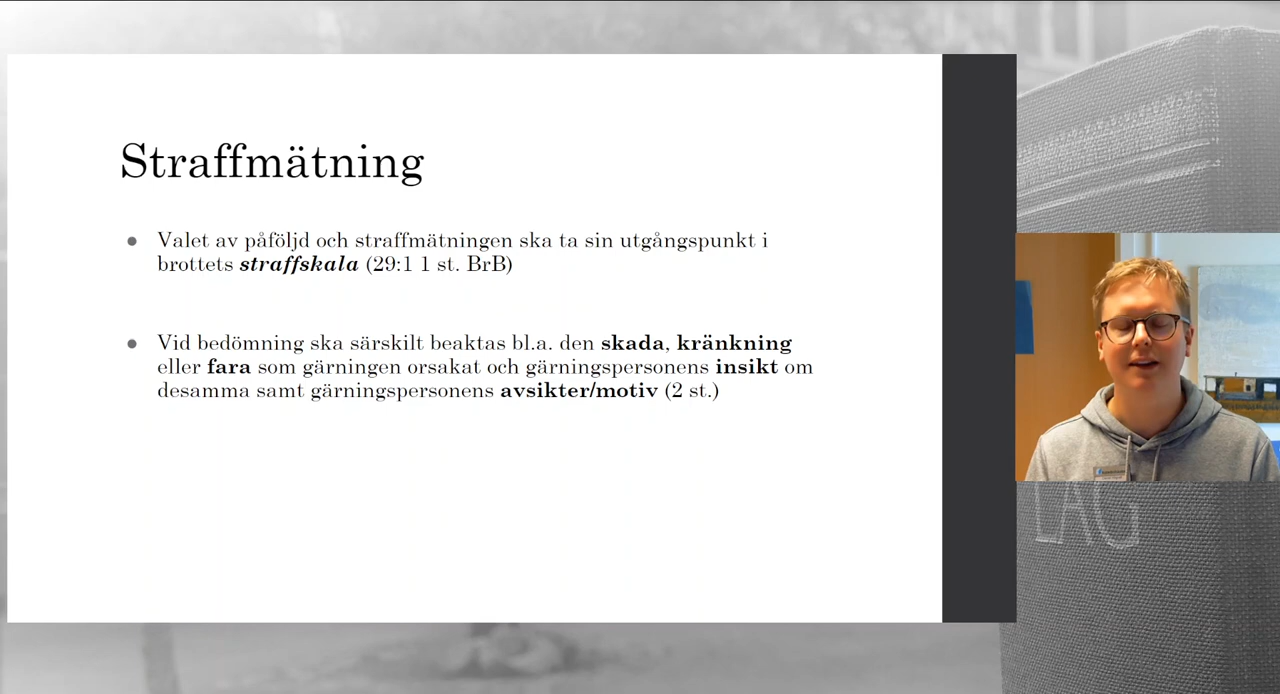 Straffmätning
● Valet av påföljd och straffmätningen ska ta sin utgångspunkt i
brottets straffskala (29:1 1 st. BrB)
● Vid bedömning ska särskilt beaktas bl.a. den skada, kränkning
eller fara som gärningen orsakat och gärningspersonens insikt om
desamma samt gärningspersonens avsikter/motiv (2 st.)
LAG